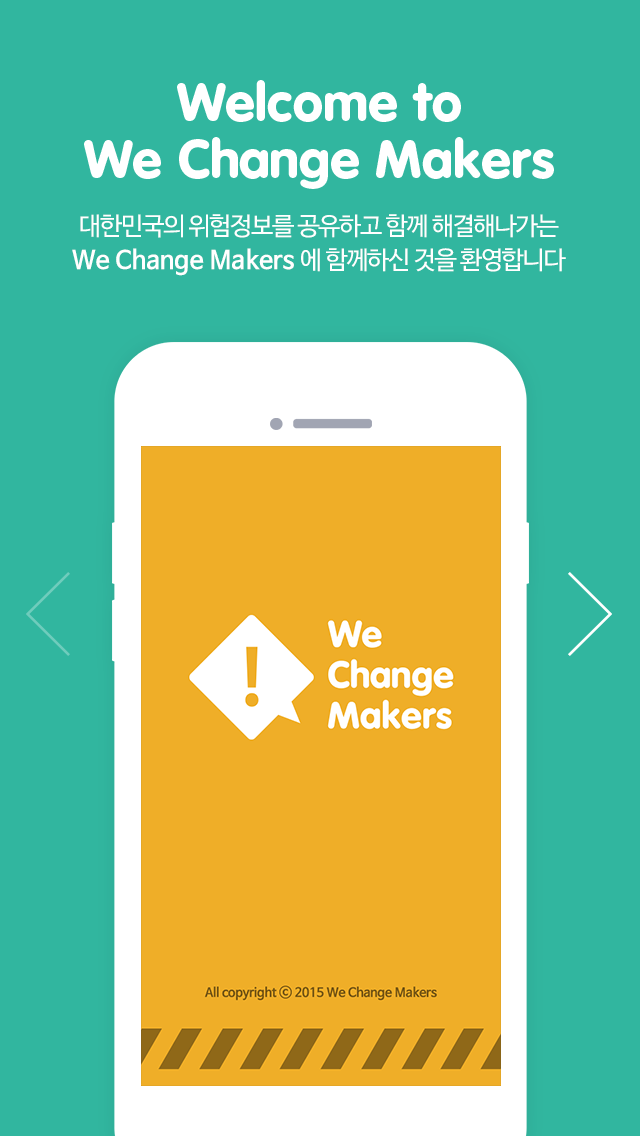 Welcome to
We Change Makers
대한민국의 위험정보를 공유하고 함께 해결해나가는
We Change Makers 에 함께하신 것을 환영합니다
!
We
Change
Makers
All copyright ⓒ 2015 We Change Makers